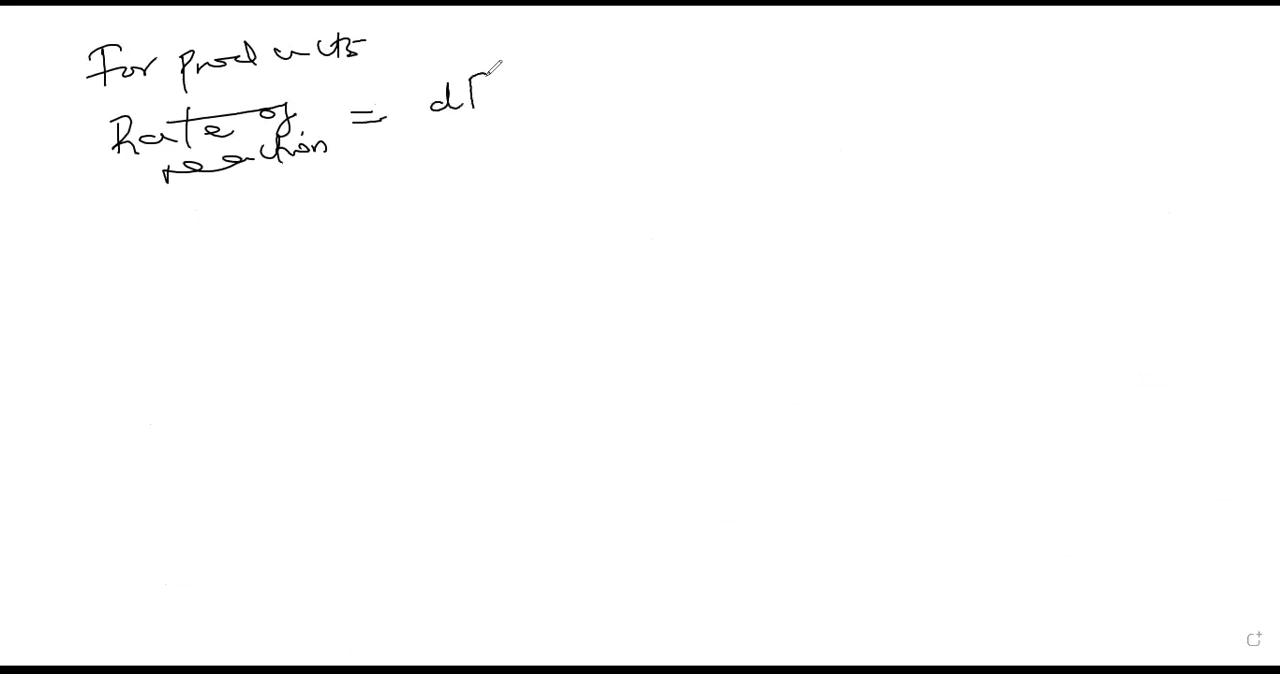 For products
Rate of = d[
reaction